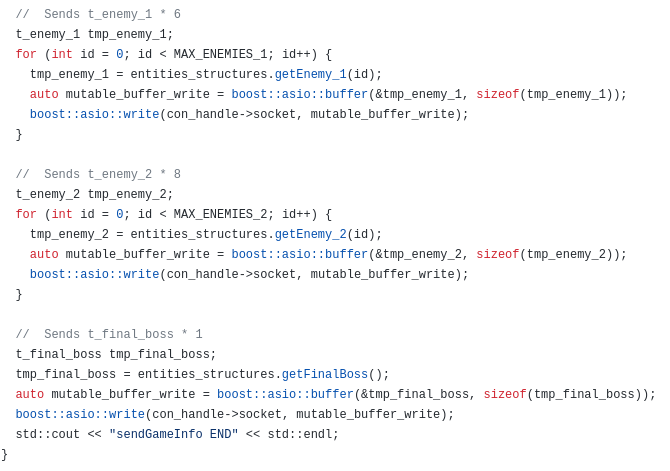 //  Sends t_enemy_1 * 6
t_enemy_1 tmp_enemy_1;
for (int id = 0; id < MAX_ENEMIES_1; id++) {
tmp_enemy_1 = entities_structures.getEnemy_1(id);
auto mutable_buffer_write = boost::asio::buffer(&tmp_enemy_1, sizeof(tmp_enemy_1));
boost::asio::write(con_handle->socket, mutable_buffer_write);
}
//  Sends t_enemy_2 * 8
t_enemy_2 tmp_enemy_2;
for (int id = 0; id < MAX_ENEMIES_2; id++) {
tmp_enemy_2 = entities_structures.getEnemy_2(id);
auto mutable_buffer_write = boost::asio::buffer(&tmp_enemy_2, sizeof(tmp_enemy_2));
boost::asio::write(con_handle->socket, mutable_buffer_write);
}
//  Sends t_final_boss * 1
t_final_boss tmp_final_boss;
tmp_final_boss = entities_structures.getFinalBoss();
auto mutable_buffer_write = boost::asio::buffer(&tmp_final_boss, sizeof(tmp_final_boss));
boost::asio::write(con_handle->socket, mutable_buffer_write);
std::cout << "sendGameInfo END" << std::endl;
}